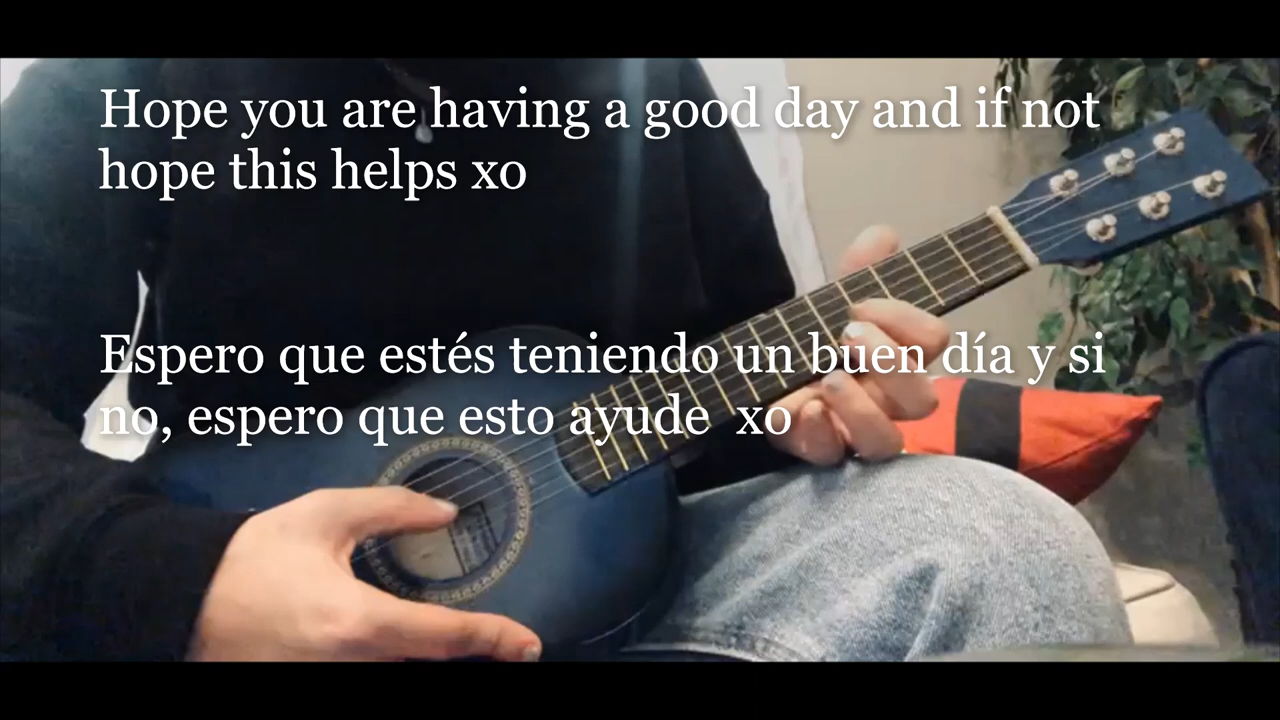 Hope you are having a good day and if not
hope this helps xo
Espero que estés teniendo un buen día y si
no, espero que esto ayude  xo